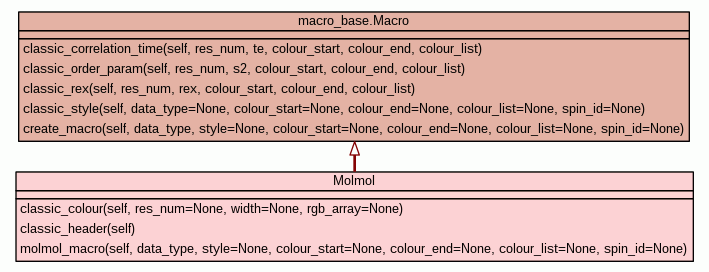 macro_base.Macro
classic_correlation_time(self, res_num, te, colour_start, colour_end, colour_list)
classic_order_param(self, res_num, s2, colour_start, colour_end, colour_list)
classic_rex(self, res_num, rex, colour_start, colour_end, colour_list)
classic_style(self, data_type=None, colour_start=None, colour_end=None, colour_list=None, spin_id=None)
create_macro(self, data_type, style=None, colour_start=None, colour_end=None, colour_list=None, spin_id=None)
Molmol
classic_colour(self, res_num=None, width=None, rgb_array=None)
classic_header(self)
molmol_macro(self, data_type, style=None, colour_start=None, colour_end=None, colour_list=None, spin_id=None)